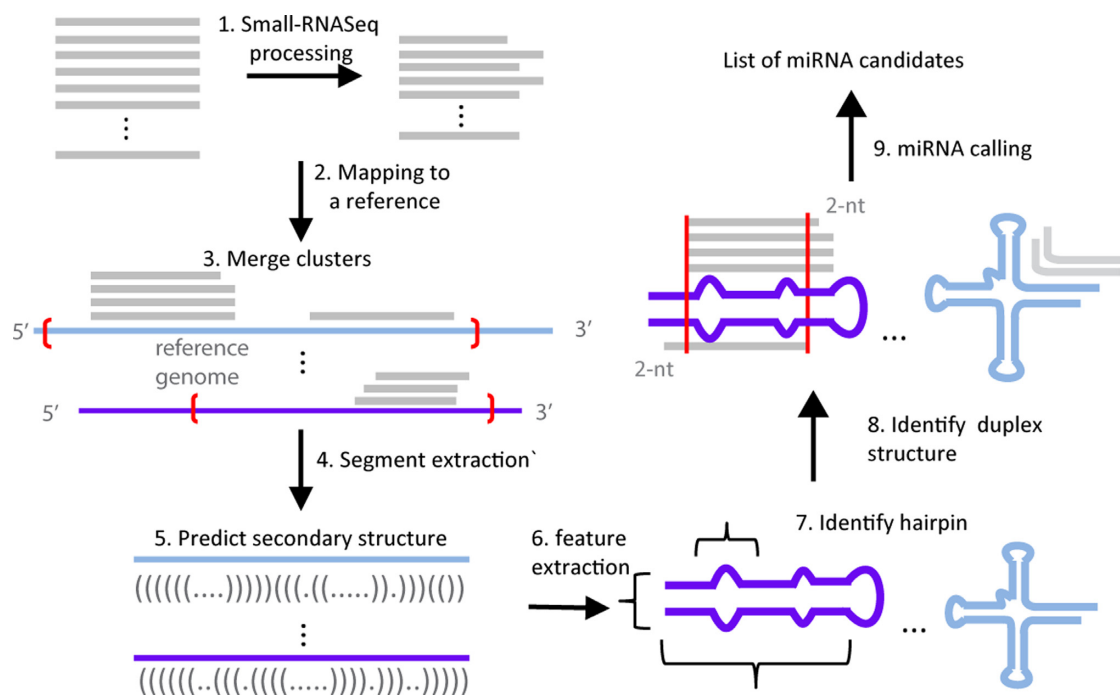 1. Small-RNASeq
processing
2. Mapping to
a reference
3. Merge clusters
5’
3’
reference
genome
5’
3’
4. Segment extraction`
5. Predict secondary structure
((((((....)))))(((.((.....)).)))(())
((((((..(((.((((.....)))).)))..)))))
6. feature
extraction
7. Identify hairpin
...
8. Identify duplex
structure
2-nt
2-nt
...
9. miRNA calling
List of miRNA candidates